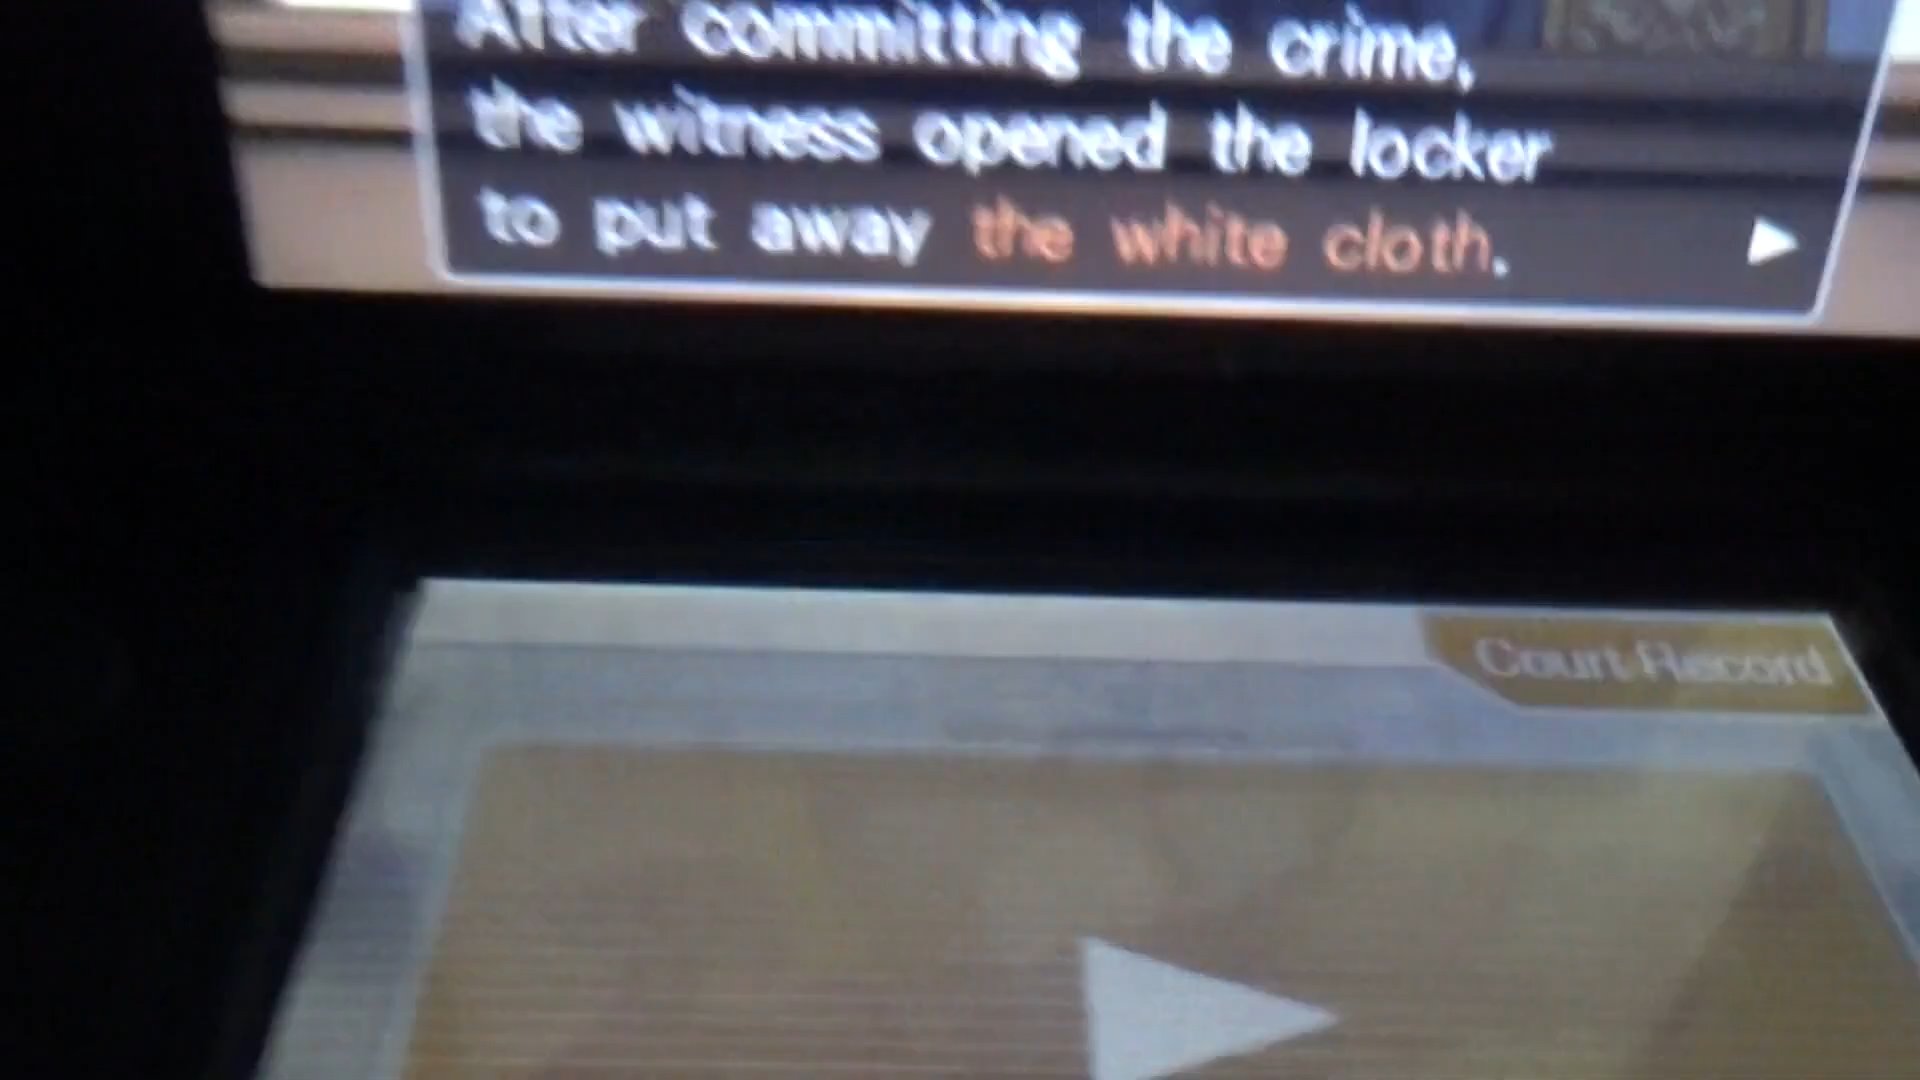 After committing the crime,
the witness opened the locker
to put away the white cloth.
Court Record